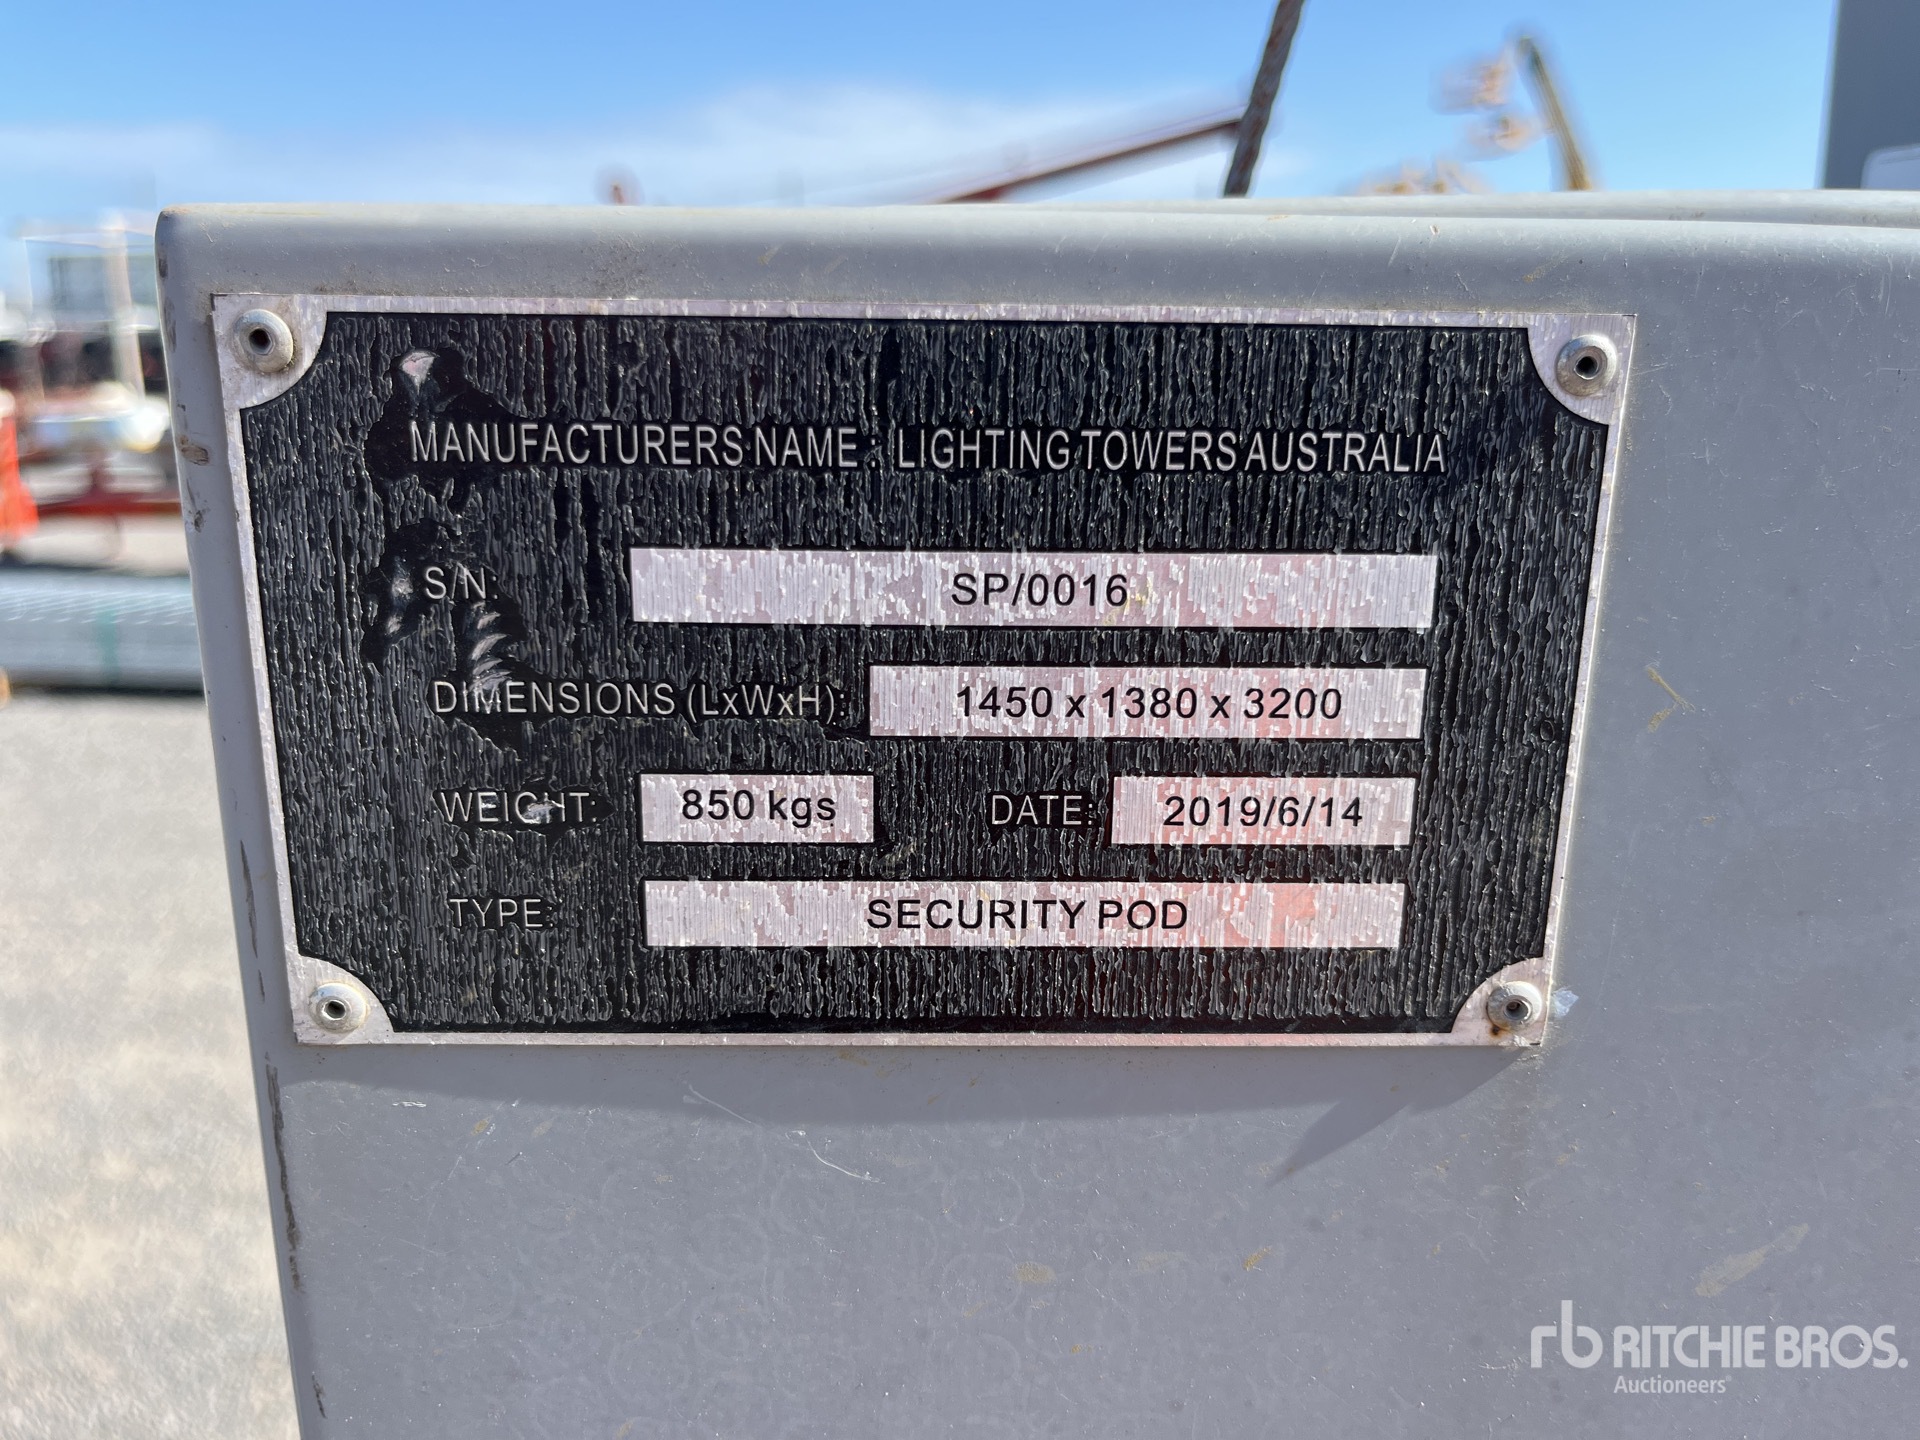 MANUFACTURERS NAME : LIGHTING TOWERS AUSTRALIA
S/N: SP/0016
DIMENSIONS (LxWxH): 1450 x 1380 x 3200
WEIGHT: 850 kgs DATE: 2019/6/14
TYPE: SECURITY POD
rb RITCHIE BROS.
Auctioneers